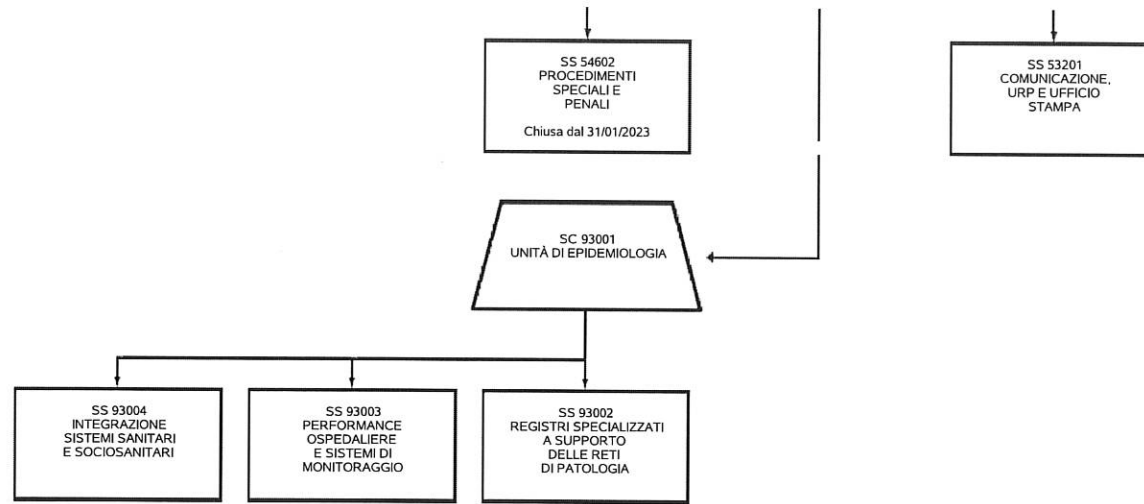 SS 54602
PROCEDIMENTI
SPECIALI E
PENALI
Chiusa dal 31/01/2023
SS 53201
COMUNICAZIONE,
URP E UFFICIO
STAMPA
SC 93001
UNITÀ DI EPIDEMIOLOGIA
SS 93004
INTEGRAZIONE
SISTEMI SANITARI
E SOCIOSANITARI
SS 93003
PERFORMANCE
OSPEDALIERE
E SISTEMI DI
MONITORAGGIO
SS 93002
REGISTRI SPECIALIZZATI
A SUPPORTO
DELLE RETI
DI PATOLOGIA